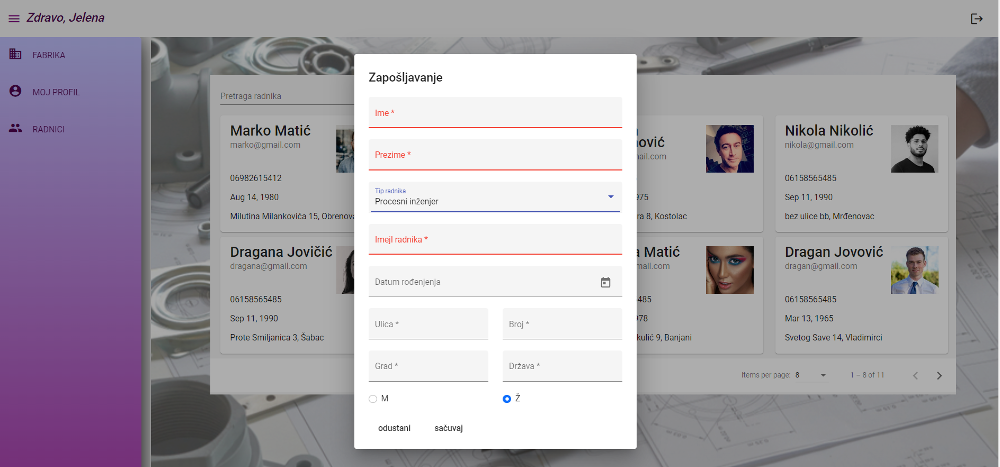 Zdravo, Jelena
FABRIKA
MOJ PROFIL
RADNICI
Pretraga radnika
Marko Matić
marko@gmail.com
06982615412
Aug 14, 1980
Milutina Milankovića 15, Obrenova
Dragana Jovičić
dragana@gmail.com
06158565485
Sep 11, 1990
Prote Smiljanica 3, Šabac
Zapošljavanje
Ime *
Prezime *
Tip radnika
Procesni inženjer
Imejl radnika *
Datum rođenjenja
Ulica *
Broj *
Grad *
Država *
M
Ž
odustani
sačuvaj
ović
ail.com
975
ra 8, Kostolac
Nikola Nikolić
nikola@gmail.com
06158565485
Sep 11, 1990
bez ulice bb, Mrđenovac
a Matić
nail.com
485
978
kulić 9, Banjani
Dragan Jovović
dragan@gmail.com
06158565485
Mar 13, 1965
Svetog Save 14, Vladimirci
Items per page:
8
1 – 8 of 11